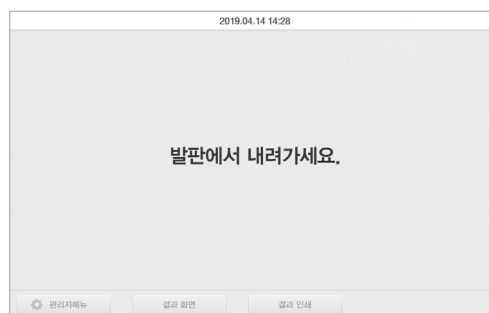 2019.04.14 14:28
발판에서 내려가세요.
관리자메뉴 결과 화면 결과 인쇄